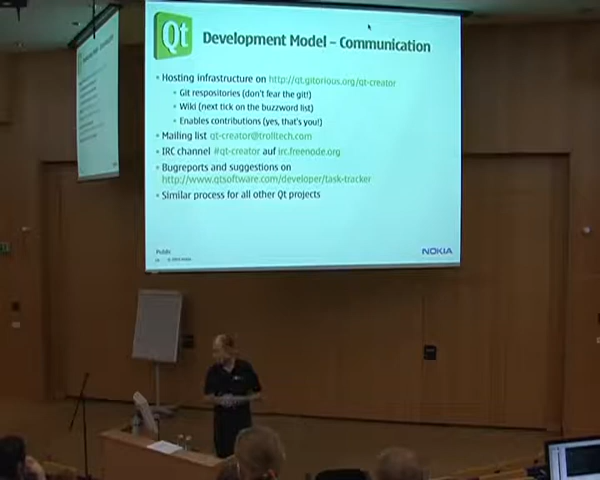 Qt
Development Model – Communication
Hosting infrastructure on http://qt.gitorious.org/qt-creator
Git respositories (don't fear the git!)
Wiki (next tick on the buzzword list)
Enables contributions (yes, that's you!)
Mailing list qt-creator@trolltech.com
IRC channel #qt-creator auf irc.freenode.org
Bugreports and suggestions on
http://www.qtsoftware.com/developer/task-tracker
Similar process for all other Qt projects
Public
NOKIA